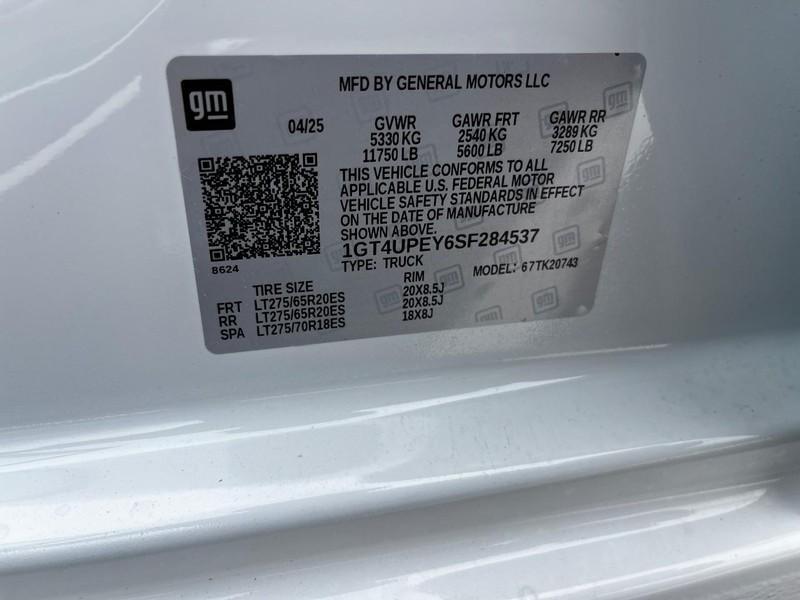 gm
MFD BY GENERAL MOTORS LLC
04/25 GVWR GAWR FRT GAWR RR
5330 KG 2540 KG 3289 KG
11750 LB 5600 LB 7250 LB
THIS VEHICLE CONFORMS TO ALL
APPLICABLE U.S. FEDERAL MOTOR
VEHICLE SAFETY STANDARDS IN EFFECT
ON THE DATE OF MANUFACTURE
SHOWN ABOVE.
1GT4UPEY6SF284537
TYPE: TRUCK MODEL: 67TK20743
8624
TIRE SIZE RIM
FRT LT275/65R20ES 20X8.5J
RR LT275/65R20ES 20X8.5J
SPA LT275/70R18ES 18X8J